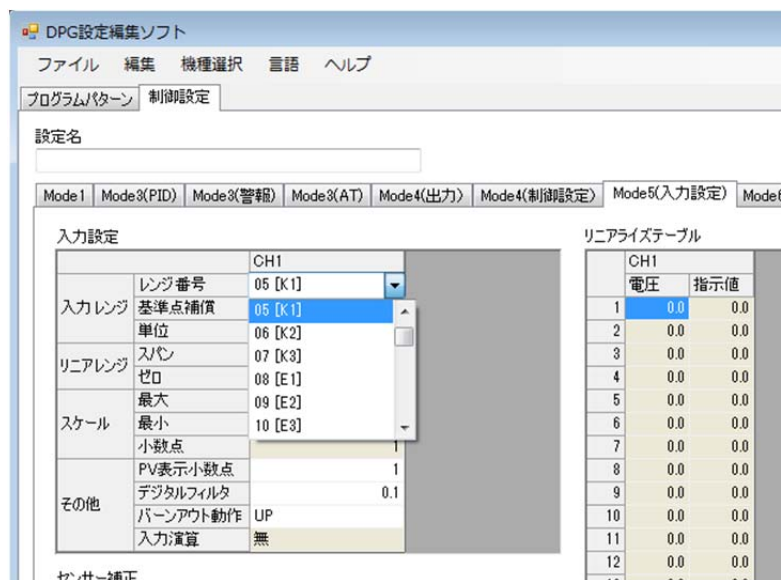 DPG設定編集ソフト
ファイル 編集 機種選択 言語 ヘルプ
プログラムパターン 制御設定
設定名
Mode1 Mode3(PID) Mode3(警報) Mode3(AT) Mode4(出力) Mode4(制御設定) Mode5(入力設定) Mode6
入力設定
CH1
入力レンジ
レンジ番号 05 [K1]
基準点補償
単位
05 [K1]
06 [K2]
07 [K3]
08 [E1]
09 [E2]
10 [E3]
リニアレンジ
スパン
ゼロ
スケール
最大
最小
小数点 1
その他
PV表示小数点 1
デジタルフィルタ 0.1
バーンアウト動作 UP
入力演算 無
センサー補正
リニアライズテーブル
CH1
電圧 指示値
1 0.0 0.0
2 0.0 0.0
3 0.0 0.0
4 0.0 0.0
5 0.0 0.0
6 0.0 0.0
7 0.0 0.0
8 0.0 0.0
9 0.0 0.0
10 0.0 0.0
11 0.0 0.0
12 0.0 0.0